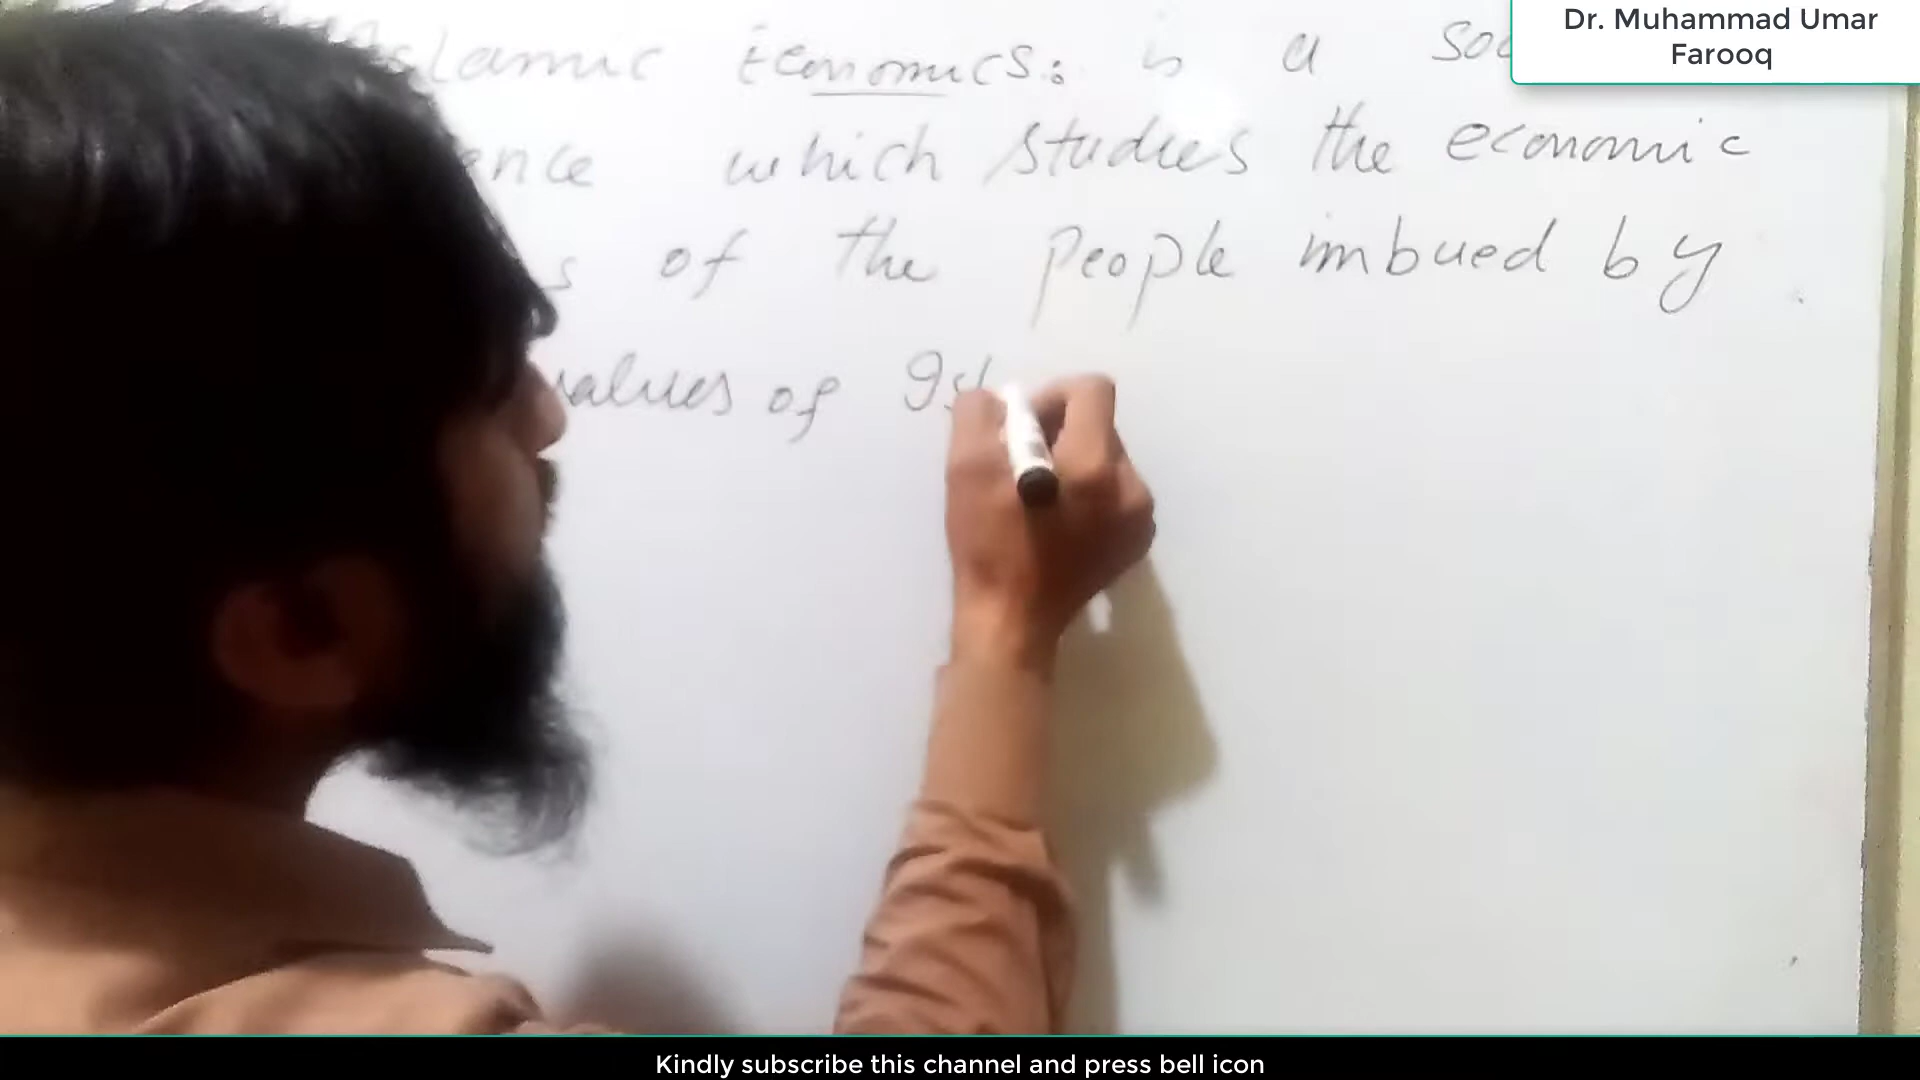 Dr. Muhammad Umar
Farooq
Islamic Economics: is a
which studies the economic
of the people imbued by
values of
Kindly subscribe this channel and press bell icon